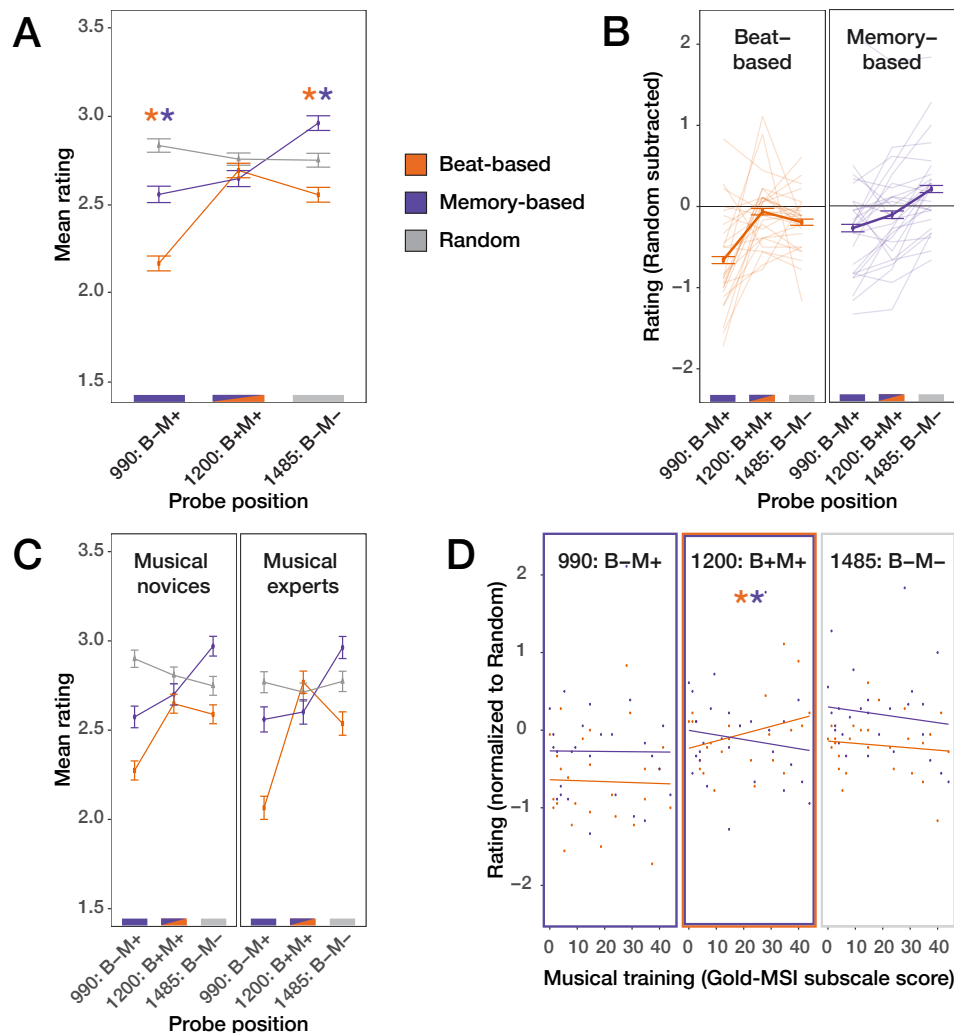 A
3.5
3.0
2.5
2.0
1.5
Mean rating
**
**
990: B–M+
1200: B+M+
1485: B–M–
Probe position
Beat-based
Memory-based
Random
B
Beat–
based
Memory–
based
2
1
0
−1
−2
Rating (Random subtracted)
990: B–M+
1200: B+M+
1485: B–M–
990: B–M+
1200: B+M+
1485: B–M–
Probe position
C
Musical
novices
Musical
experts
3.5
3.0
2.5
2.0
1.5
Mean rating
990: B–M+
1200: B+M+
1485: B–M–
990: B–M+
1200: B+M+
1485: B–M–
Probe position
D
990: B–M+
1200: B+M+
1485: B–M–
**
2
1
0
−1
−2
Rating (normalized to Random)
0 10 20 30 40 0 10 20 30 40 0 10 20 30 40
Musical training (Gold-MSI subscale score)